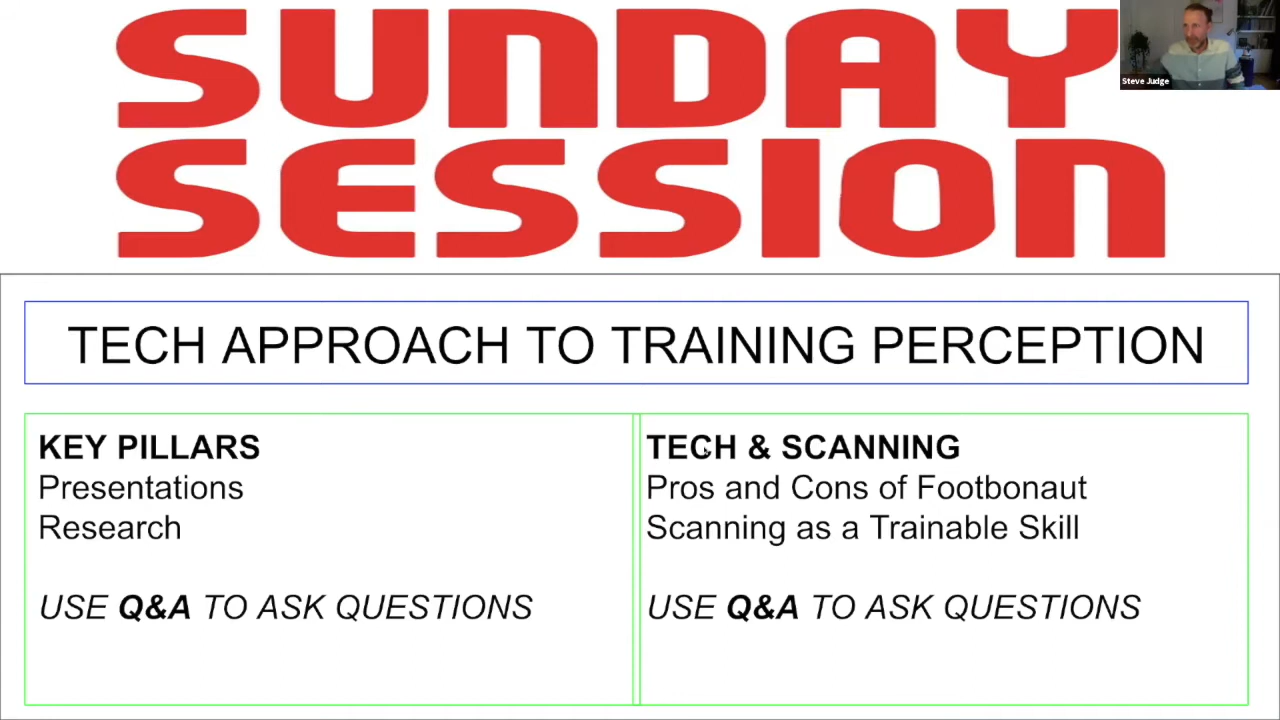 SUNDAY
SESSION
Steve Judge
TECH APPROACH TO TRAINING PERCEPTION
KEY PILLARS
Presentations
Research
USE Q&A TO ASK QUESTIONS
TECH & SCANNING
Pros and Cons of Footbonaut
Scanning as a Trainable Skill
USE Q&A TO ASK QUESTIONS